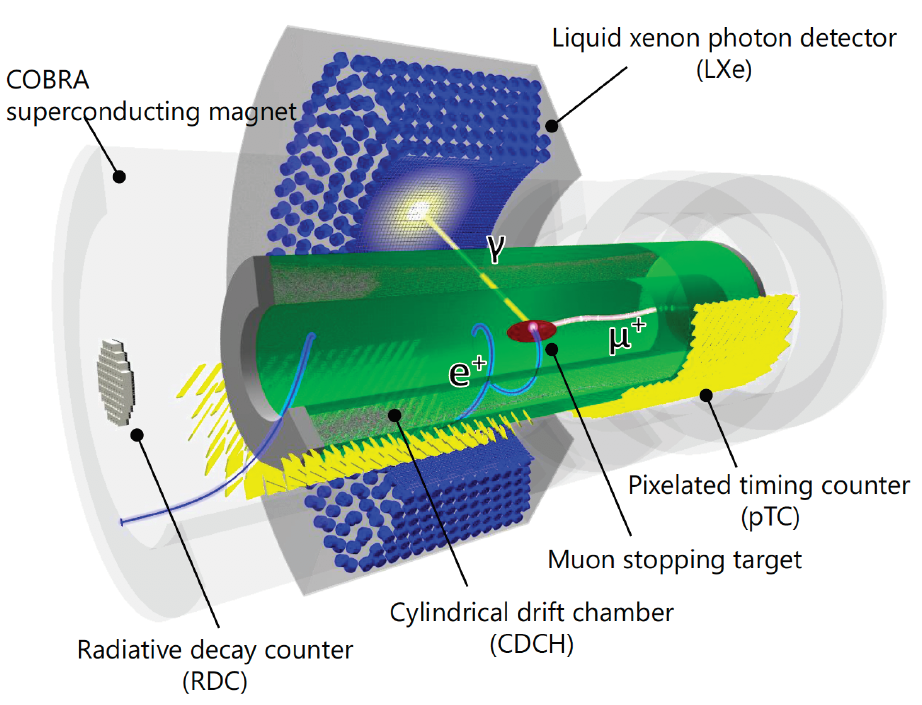 Liquid xenon photon detector
(LXe)
COBRA
superconducting magnet
γ
μ⁺
e⁺
Pixelated timing counter
(pTC)
Muon stopping target
Cylindrical drift chamber
(CDCH)
Radiative decay counter
(RDC)